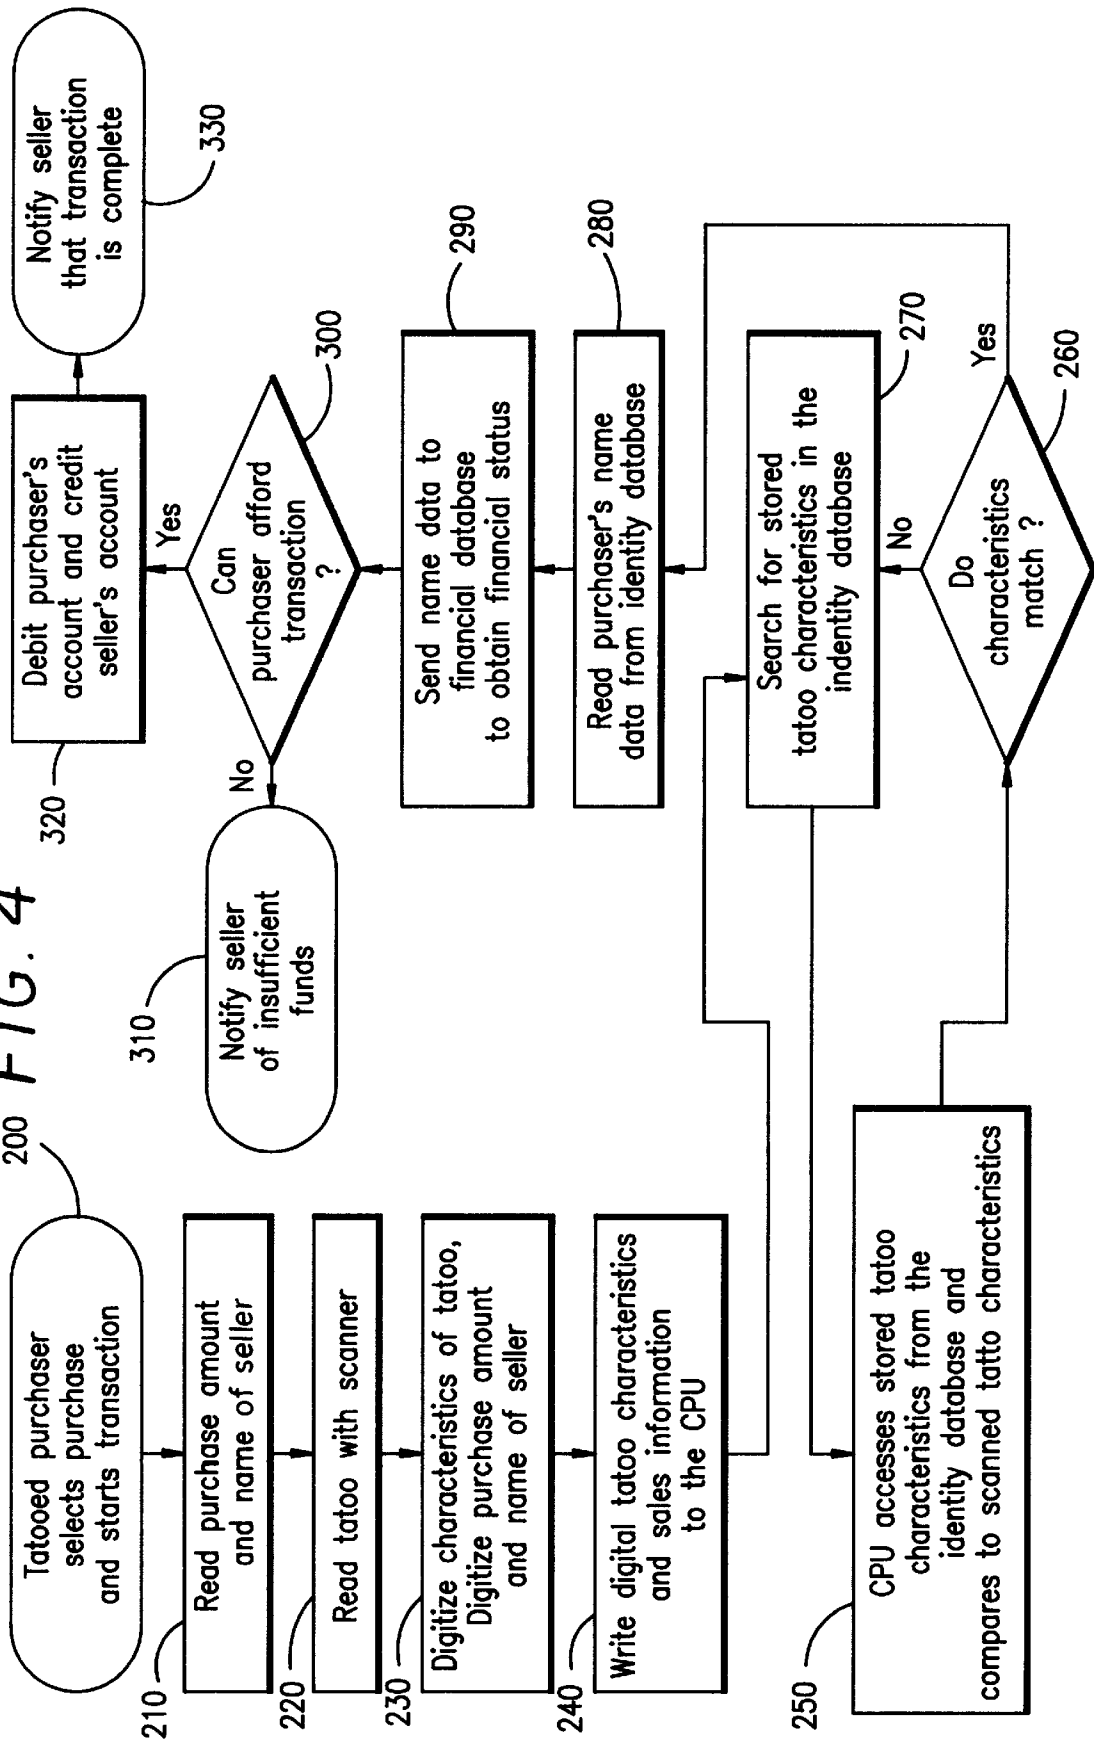 FIG. 4
200
Tatooed purchaser
selects purchase
and starts transaction
210
Read purchase amount
and name of seller
220
Read tatoo with scanner
230
Digitize characteristics of tatoo,
Digitize purchase amount
and name of seller
240
Write digital tatoo characteristics
and sales information
to the CPU
250
CPU accesses stored tatoo
characteristics from the
identity database and
compares to scanned tatto characteristics
260
Do
characteristics
match ?
No
Yes
270
Search for stored
tatoo characteristics in the
indentity database
280
Read purchaser's name
data from identity database
290
Send name data to
financial database
to obtain financial status
300
Can
purchaser afford
transaction
?
No
Yes
310
Notify seller
of insufficient
funds
320
Debit purchaser's
account and credit
seller's account
330
Notify seller
that transaction
is complete